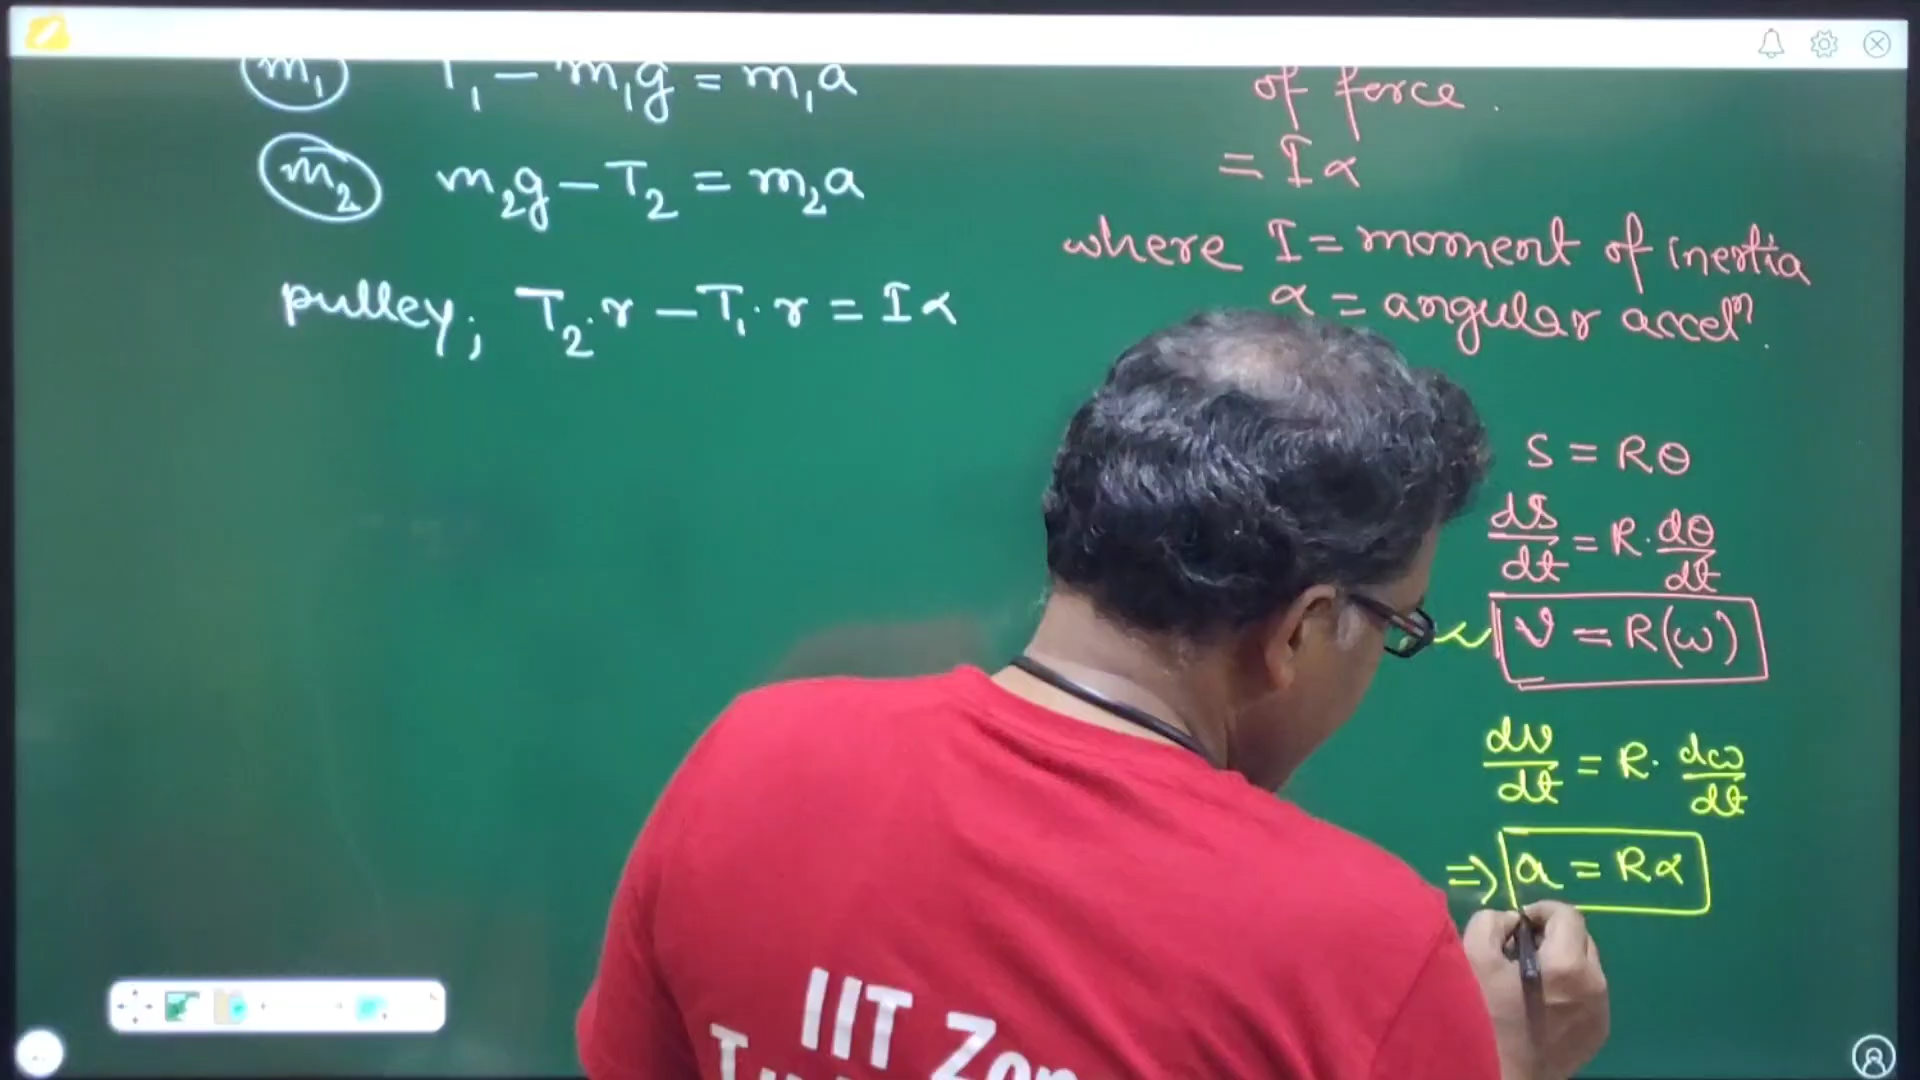 m₁ T₁ – m₁g = m₁a
m₂ m₂g – T₂ = m₂a
pulley; T₂.r – T₁.r = Iα
of force.
= Iα
where I = moment of inertia
α = angular accelⁿ.
S = Rθ
dS/dt = R. dθ/dt
v = R(ω)
dv/dt = R. dω/dt
⇒ a = Rα
IIT Zon